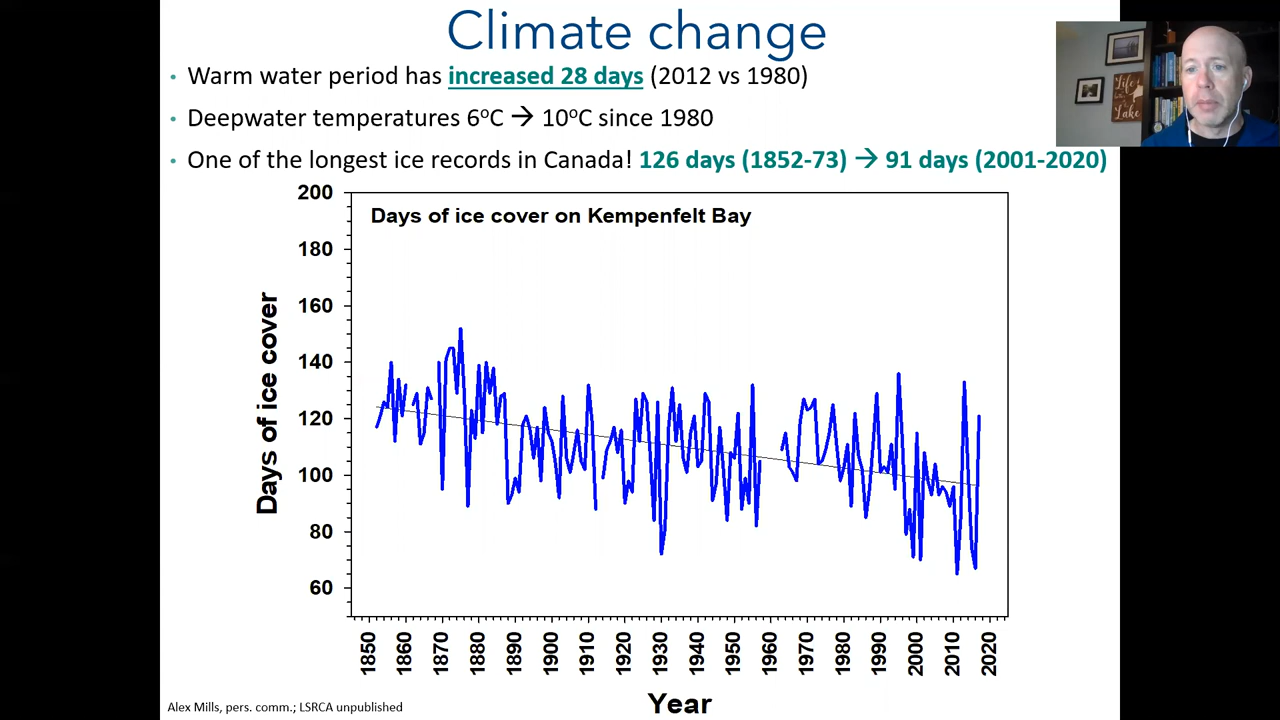 Climate change
• Warm water period has increased 28 days (2012 vs 1980)
• Deepwater temperatures 6ºC → 10ºC since 1980
• One of the longest ice records in Canada! 126 days (1852-73) → 91 days (2001-2020)
Life
Lake
Days of ice cover on Kempenfelt Bay
Days of ice cover
200
180
160
140
120
100
80
60
1850 1860 1870 1880 1890 1900 1910 1920 1930 1940 1950 1960 1970 1980 1990 2000 2010 2020
Year
Alex Mills, pers. comm.; LSRCA unpublished